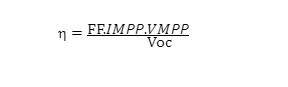 η = FF.IMPP.VMPP
Voc